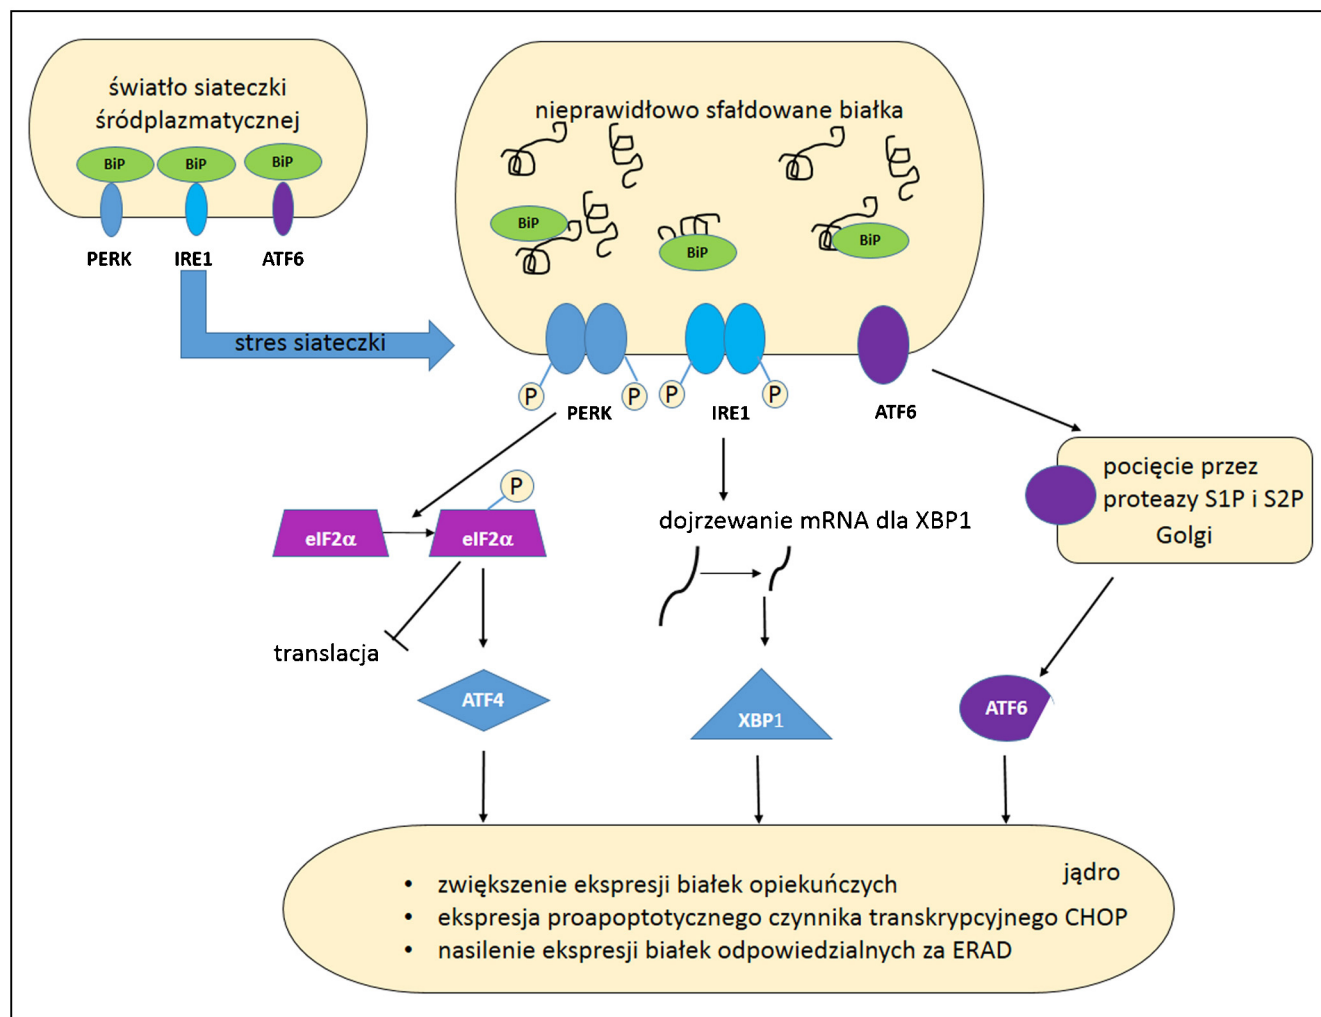 światło siateczki
śródplazmatycznej
BiP
BiP
BiP
PERK
IRE1
ATF6
stres siateczki
nieprawidłowo sfałdowane białka
BiP
BiP
BiP
P
P
P
P
PERK
IRE1
ATF6
P
eIF2α
eIF2α
translacja
ATF4
dojrzewanie mRNA dla XBP1
XBP1
pocięcie przez
proteazy S1P i S2P
Golgi
ATF6
jądro
• zwiększenie ekspresji białek opiekuńczych
• ekspresja proapoptotycznego czynnika transkrypcyjnego CHOP
• nasilenie ekspresji białek odpowiedzialnych za ERAD